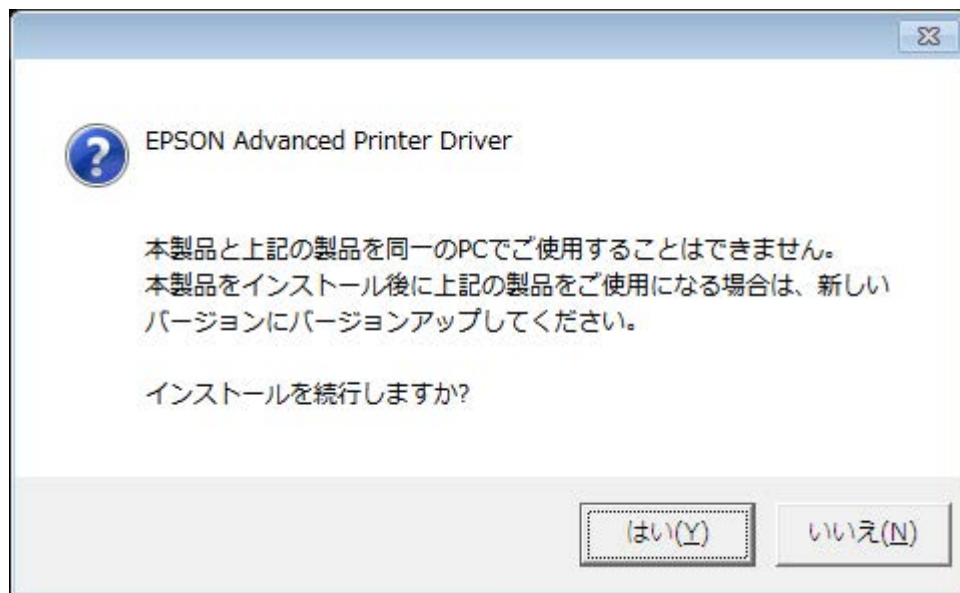 EPSON Advanced Printer Driver
本製品と上記の製品を同一のPCでご使用することはできません。
本製品をインストール後に上記の製品をご使用になる場合は、新しい
バージョンにバージョンアップしてください。
インストールを続行しますか?
はい(Y)
いいえ(N)